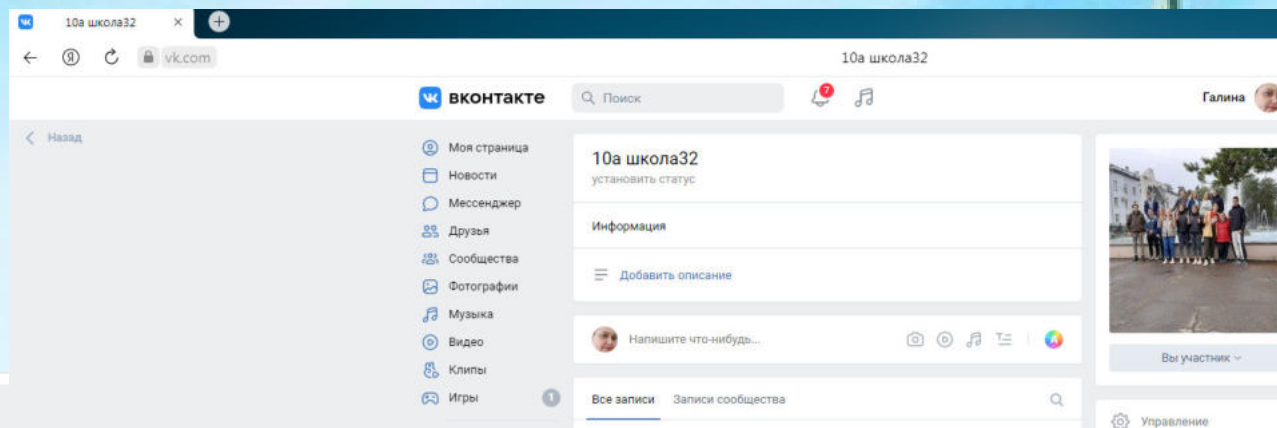 10а школа32
vk.com
10а школа32
вконтакте
Поиск
7
Галина
Назад
Моя страница
Новости
Мессенджер
Друзья
Сообщества
Фотографии
Музыка
Видео
Клипы
Игры
1
10а школа32
установить статус
Информация
Добавить описание
Напишите что-нибудь...
Все записи Записи сообщества
Вы участник
Управление